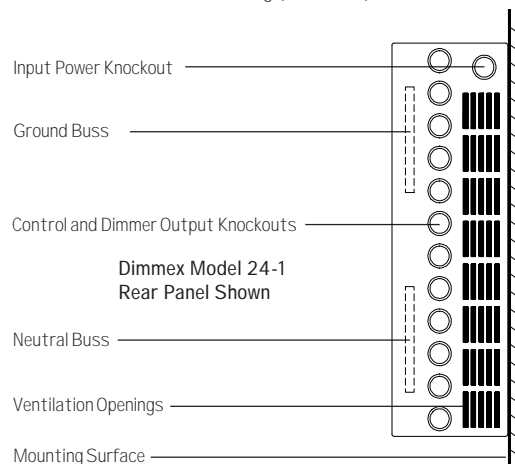 Input Power Knockout
Ground Buss
Control and Dimmer Output Knockouts
Dimmex Model 24-1
Rear Panel Shown
Neutral Buss
Ventilation Openings
Mounting Surface